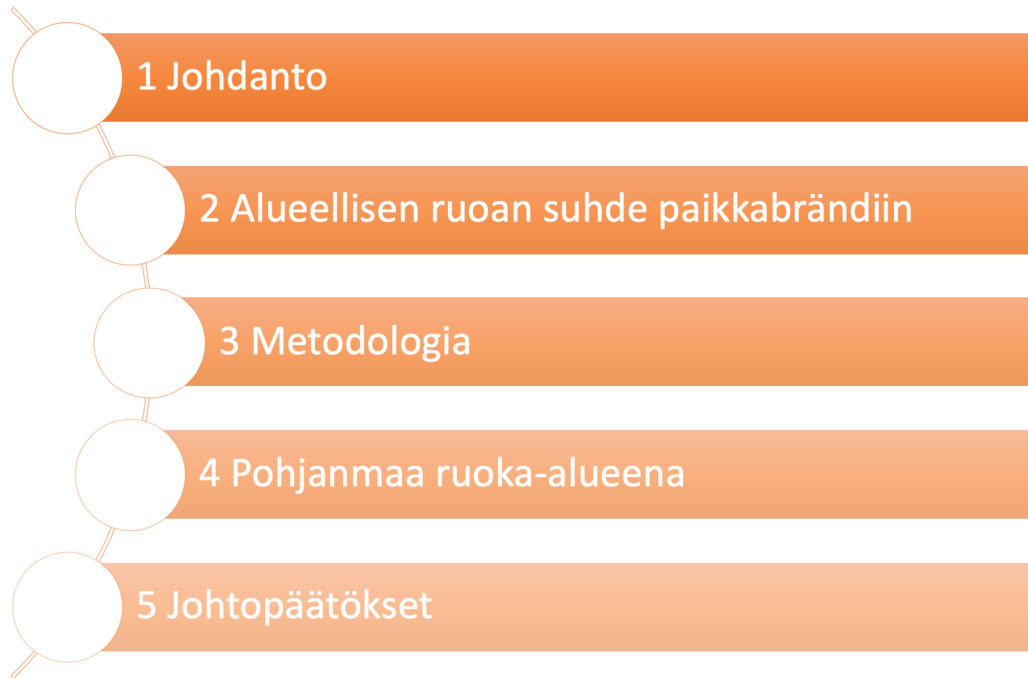 1 Johdanto
2 Alueellisen ruoan suhde paikkabrändiin
3 Metodologia
4 Pohjanmaa ruoka-alueena
5 Johtopäätökset